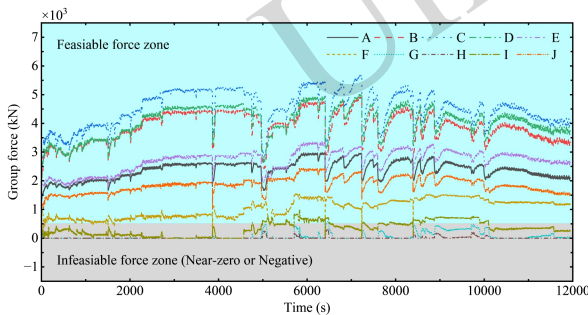 ×10³
7
6
5
4
3
2
1
0
−1
Group force (kN)
Feasiable force zone
A B C D E
F G H I J
Infeasiable force zone (Near-zero or Negative)
0 2000 4000 6000 8000 10000 12000
Time (s)